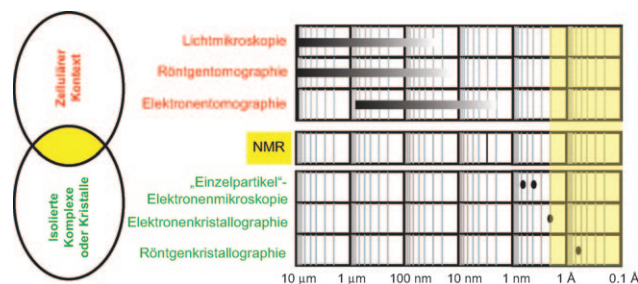 Zellulärer
Kontext
Isolierte
Komplexe
oder Kristalle
Lichtmikroskopie
Röntgentomographie
Elektronentomographie
NMR
„Einzelpartikel"-
Elektronenmikroskopie
Elektronenkristallographie
Röntgenkristallographie
10 µm 1 µm 100 nm 10 nm 1 nm 1 Å 0.1 Å